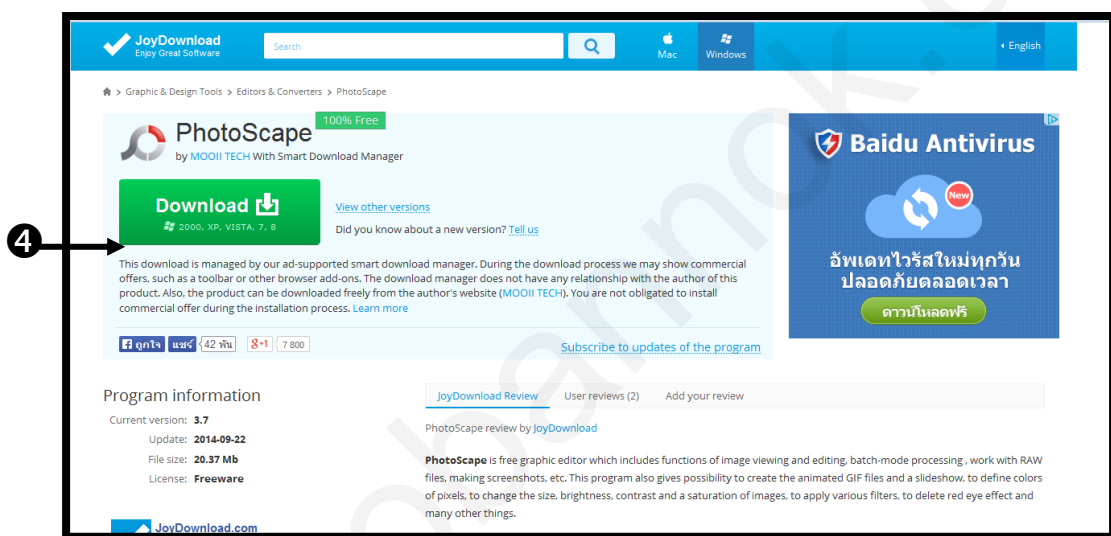 JoyDownload
Enjoy Great Software
Search
Mac
Windows
English
> Graphic & Design Tools > Editors & Converters > PhotoScape
PhotoScape
100% Free
by MOOII TECH With Smart Download Manager
Download
2000, XP, VISTA, 7, 8
View other versions
Did you know about a new version? Tell us
❹
This download is managed by our ad-supported smart download manager. During the download process we may show commercial
offers, such as a toolbar or other browser add-ons. The download manager does not have any relationship with the author of this
product. Also, the product can be downloaded freely from the author's website (MOOII TECH). You are not obligated to install
commercial offer during the installation process. Learn more
ถูกใจ แชร์ 42 พัน 8+1 7 800
Subscribe to updates of the program
Baidu Antivirus
New
อัพเดทไวรัสใหม่ทุกวัน
ปลอดภัยตลอดเวลา
ดาวน์โหลดฟรี
Program information
Current version: 3.7
Update: 2014-09-22
File size: 20.37 Mb
License: Freeware
JoyDownload.com
JoyDownload Review User reviews (2) Add your review
PhotoScape review by JoyDownload
PhotoScape is free graphic editor which includes functions of image viewing and editing, batch-mode processing , work with RAW
files, making screenshots, etc. This program also gives possibility to create the animated GIF files and a slideshow, to define colors
of pixels, to change the size, brightness, contrast and a saturation of images, to apply various filters, to delete red eye effect and
many other things.